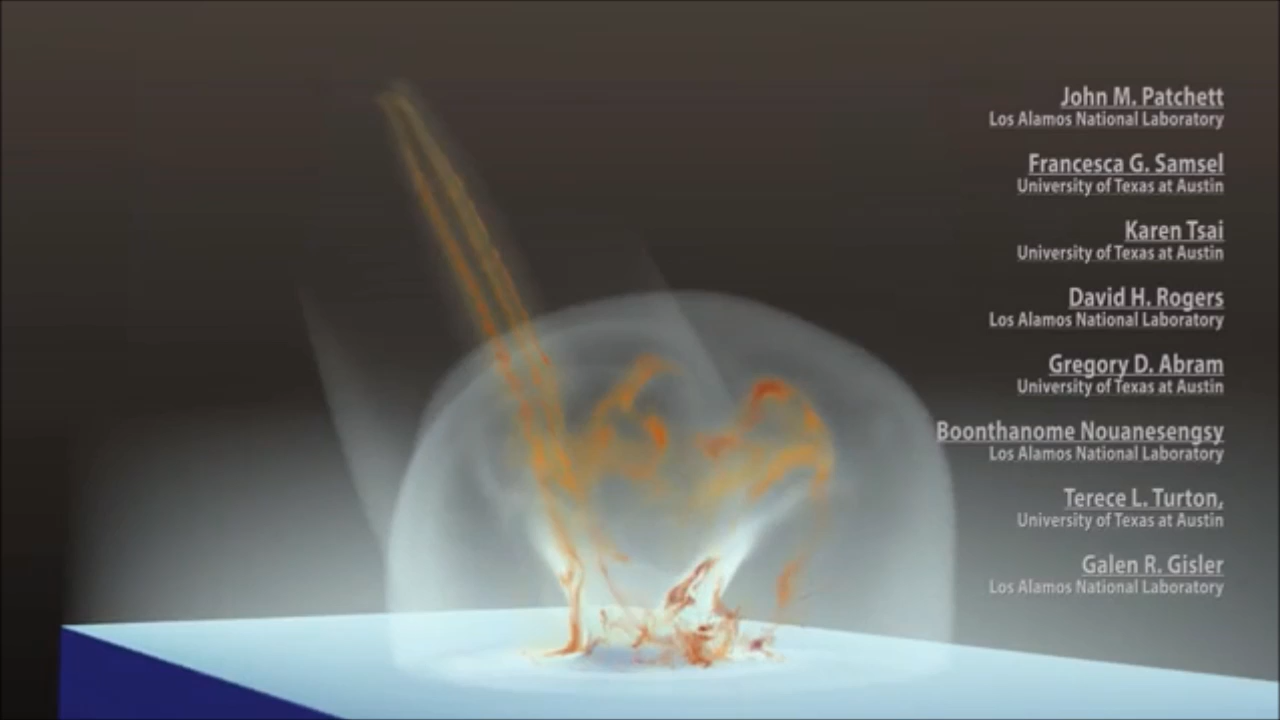 John M. Patchett
Los Alamos National Laboratory
Francesca G. Samsel
University of Texas at Austin
Karen Tsai
University of Texas at Austin
David H. Rogers
Los Alamos National Laboratory
Gregory D. Abram
University of Texas at Austin
Boonthanome Nouanesengsy
Los Alamos National Laboratory
Terece L. Turton,
University of Texas at Austin
Galen R. Gisler
Los Alamos National Laboratory